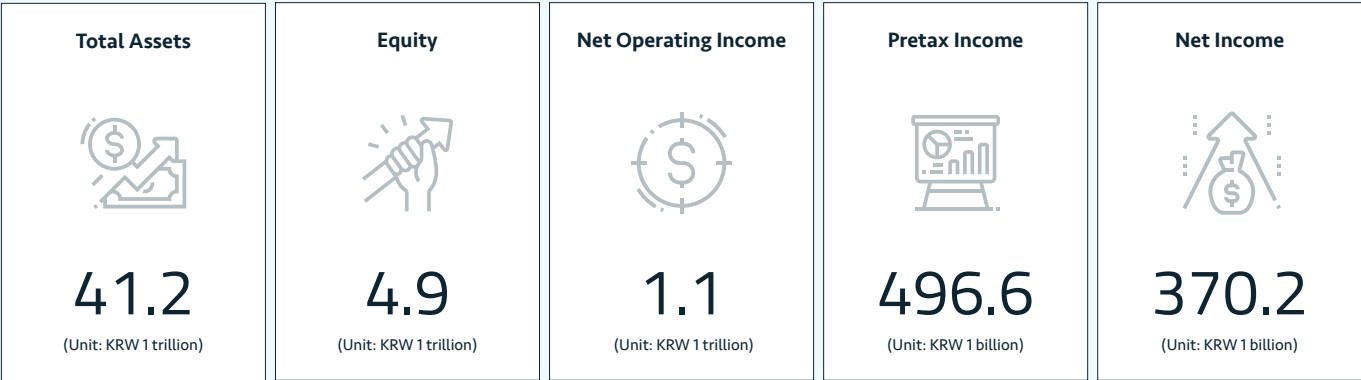 Total Assets
$
41.2
(Unit: KRW 1 trillion)
Equity
4.9
(Unit: KRW 1 trillion)
Net Operating Income
$
1.1
(Unit: KRW 1 trillion)
Pretax Income
496.6
(Unit: KRW 1 billion)
Net Income
$
370.2
(Unit: KRW 1 billion)